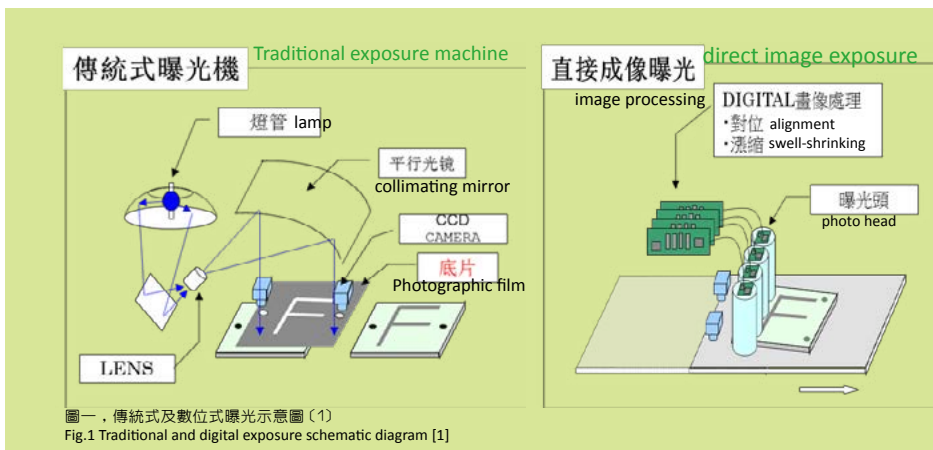 傳統式曝光機
Traditional exposure machine
燈管 lamp
平行光镜
collimating mirror
CCD
CAMERA
底片
Photographic film
LENS
直接成像曝光
direct image exposure
image processing
DIGITAL畫像處理
·對位 alignment
·漲缩 swell-shrinking
曝光頭
photo head
F
F
F
圖一，傳統式及數位式曝光示意圖〔1〕
Fig.1 Traditional and digital exposure schematic diagram [1]